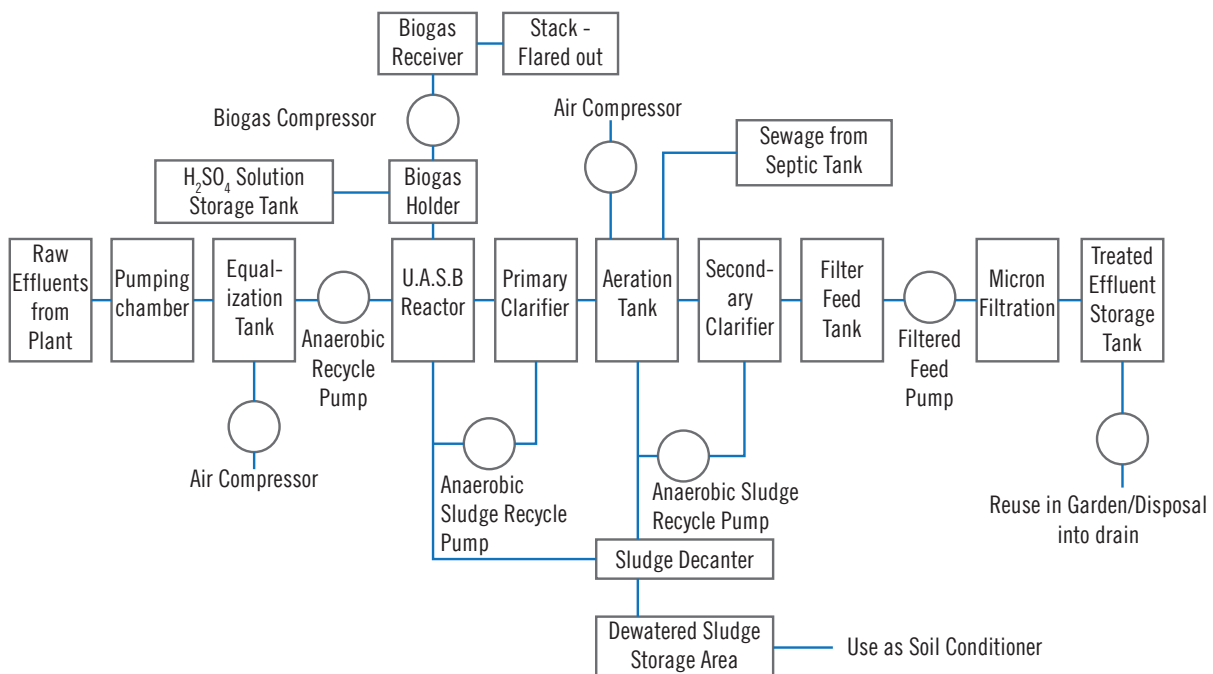 Biogas
Receiver
Stack -
Flared out
Biogas Compressor
Air Compressor
Sewage from
Septic Tank
H₂SO₄ Solution
Storage Tank
Biogas
Holder
Raw
Effluents
from
Plant
Pumping
chamber
Equal-
ization
Tank
Anaerobic
Recycle
Pump
U.A.S.B
Reactor
Primary
Clarifier
Aeration
Tank
Second-
ary
Clarifier
Filter
Feed
Tank
Filtered
Feed
Pump
Micron
Filtration
Treated
Effluent
Storage
Tank
Air Compressor
Anaerobic
Sludge Recycle
Pump
Anaerobic Sludge
Recycle Pump
Reuse in Garden/Disposal
into drain
Sludge Decanter
Dewatered Sludge
Storage Area
Use as Soil Conditioner